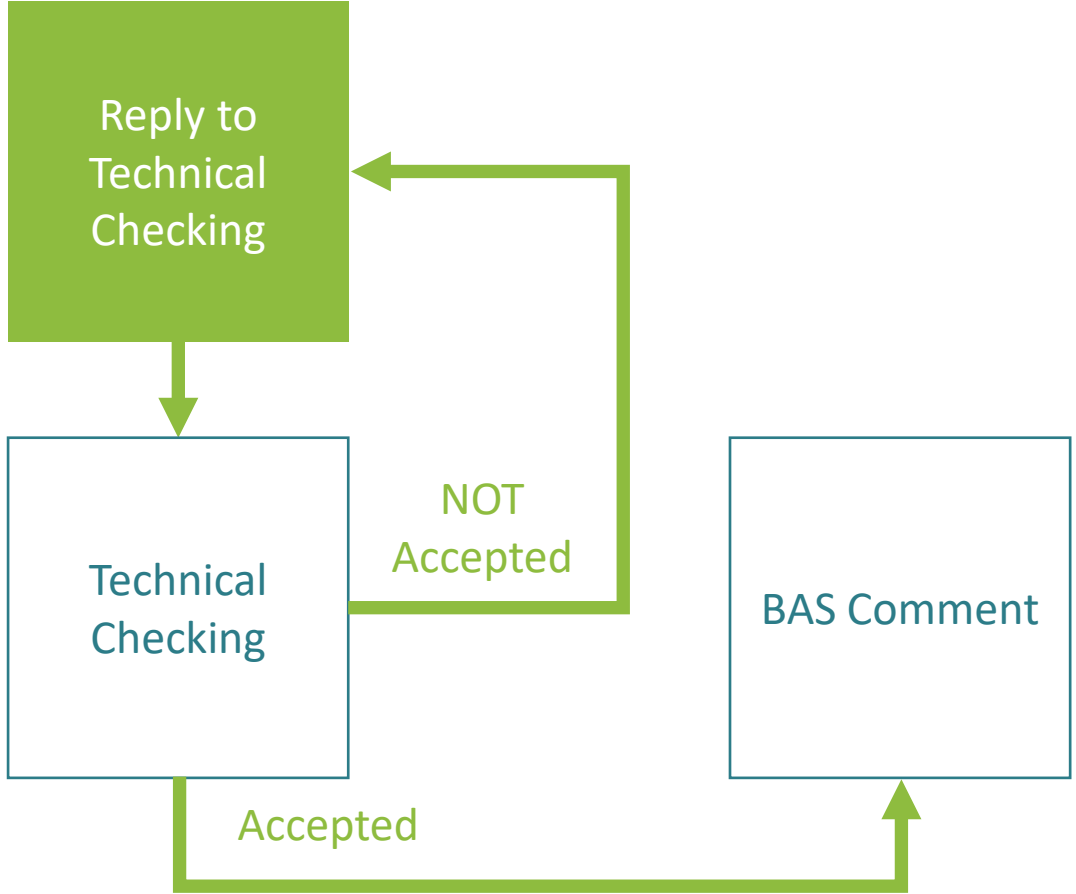 Reply to
Technical
Checking
NOT
Accepted
Technical
Checking
BAS Comment
Accepted